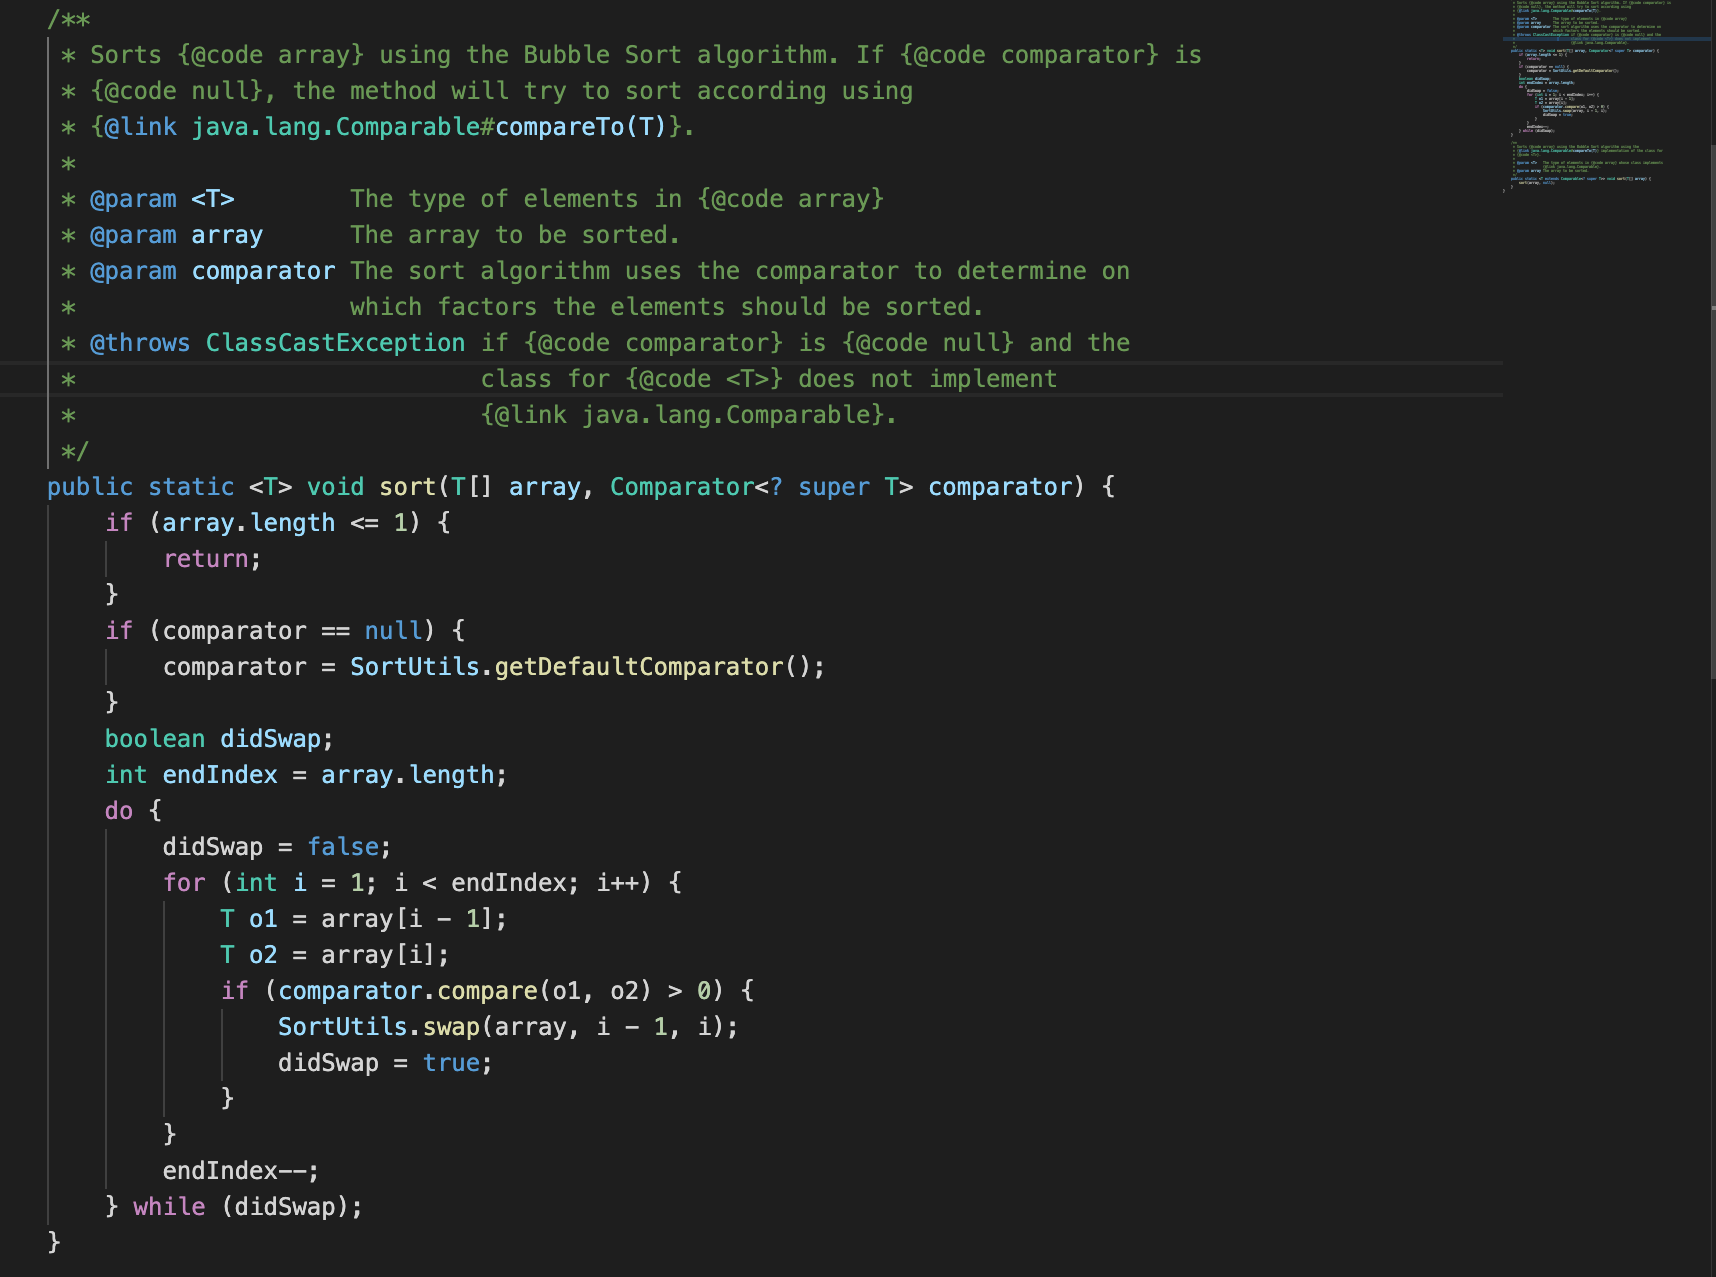 /**
 * Sorts {@code array} using the Bubble Sort algorithm. If {@code comparator} is
 * {@code null}, the method will try to sort according using
 * {@link java.lang.Comparable#compareTo(T)}.
 *
 * @param <T>        The type of elements in {@code array}
 * @param array      The array to be sorted.
 * @param comparator The sort algorithm uses the comparator to determine on
 *                   which factors the elements should be sorted.
 * @throws ClassCastException if {@code comparator} is {@code null} and the
 *                            class for {@code <T>} does not implement
 *                            {@link java.lang.Comparable}.
 */
public static <T> void sort(T[] array, Comparator<? super T> comparator) {
    if (array.length <= 1) {
        return;
    }
    if (comparator == null) {
        comparator = SortUtils.getDefaultComparator();
    }
    boolean didSwap;
    int endIndex = array.length;
    do {
        didSwap = false;
        for (int i = 1; i < endIndex; i++) {
            T o1 = array[i - 1];
            T o2 = array[i];
            if (comparator.compare(o1, o2) > 0) {
                SortUtils.swap(array, i - 1, i);
                didSwap = true;
            }
        }
        endIndex--;
    } while (didSwap);
}